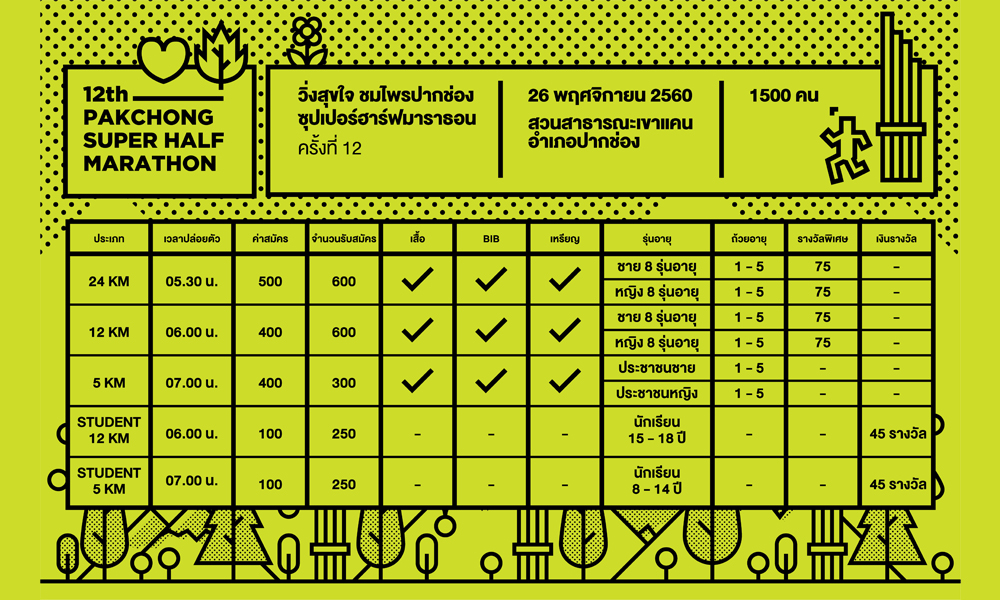 12th
PAKCHONG
SUPER HALF
MARATHON
วิ่งสุขใจ ชมไพรปากช่อง
ซุปเปอร์ฮาร์ฟมาราธอน
ครั้งที่ 12
26 พฤศจิกายน 2560
สวนสาธารณะเขาแคน
อำเภอปากช่อง
1500 คน
ประเภท เวลาปล่อยตัว ค่าสมัคร จำนวนรับสมัคร เสื้อ BIB เหรียญ รุ่นอายุ ถ้วยอายุ รางวัลพิเศษ เงินรางวัล
24 KM 05.30 น. 500 600 ชาย 8 รุ่นอายุ 1 - 5 75 -
หญิง 8 รุ่นอายุ 1 - 5 75 -
12 KM 06.00 น. 400 600 ชาย 8 รุ่นอายุ 1 - 5 75 -
หญิง 8 รุ่นอายุ 1 - 5 75 -
5 KM 07.00 น. 400 300 ประชาชนชาย 1 - 5 - -
ประชาชนหญิง 1 - 5 - -
STUDENT
12 KM 06.00 น. 100 250 - - - นักเรียน
15 - 18 ปี - - 45 รางวัล
STUDENT
5 KM 07.00 น. 100 250 - - - นักเรียน
8 - 14 ปี - - 45 รางวัล